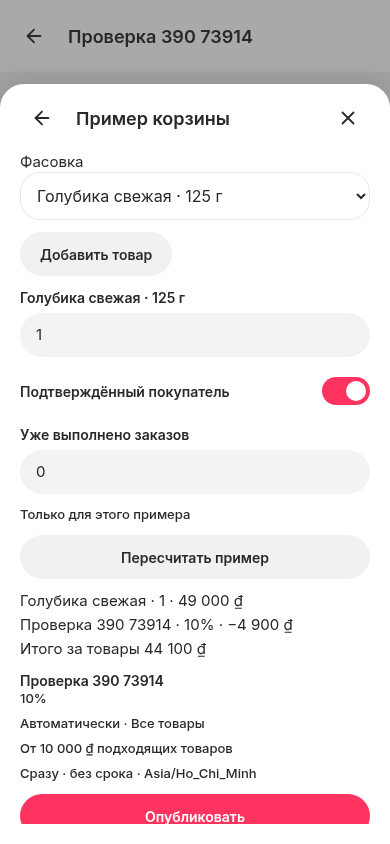 Проверка 390 73914
Пример корзины
Фасовка
Голубика свежая · 125 г
Добавить товар
Голубика свежая · 125 г
1
Подтверждённый покупатель
Уже выполнено заказов
0
Только для этого примера
Пересчитать пример
Голубика свежая · 1 · 49 000 ₫
Проверка 390 73914 · 10% · −4 900 ₫
Итого за товары 44 100 ₫
Проверка 390 73914
10%
Автоматически · Все товары
От 10 000 ₫ подходящих товаров
Сразу · без срока · Asia/Ho_Chi_Minh
Опубликовать